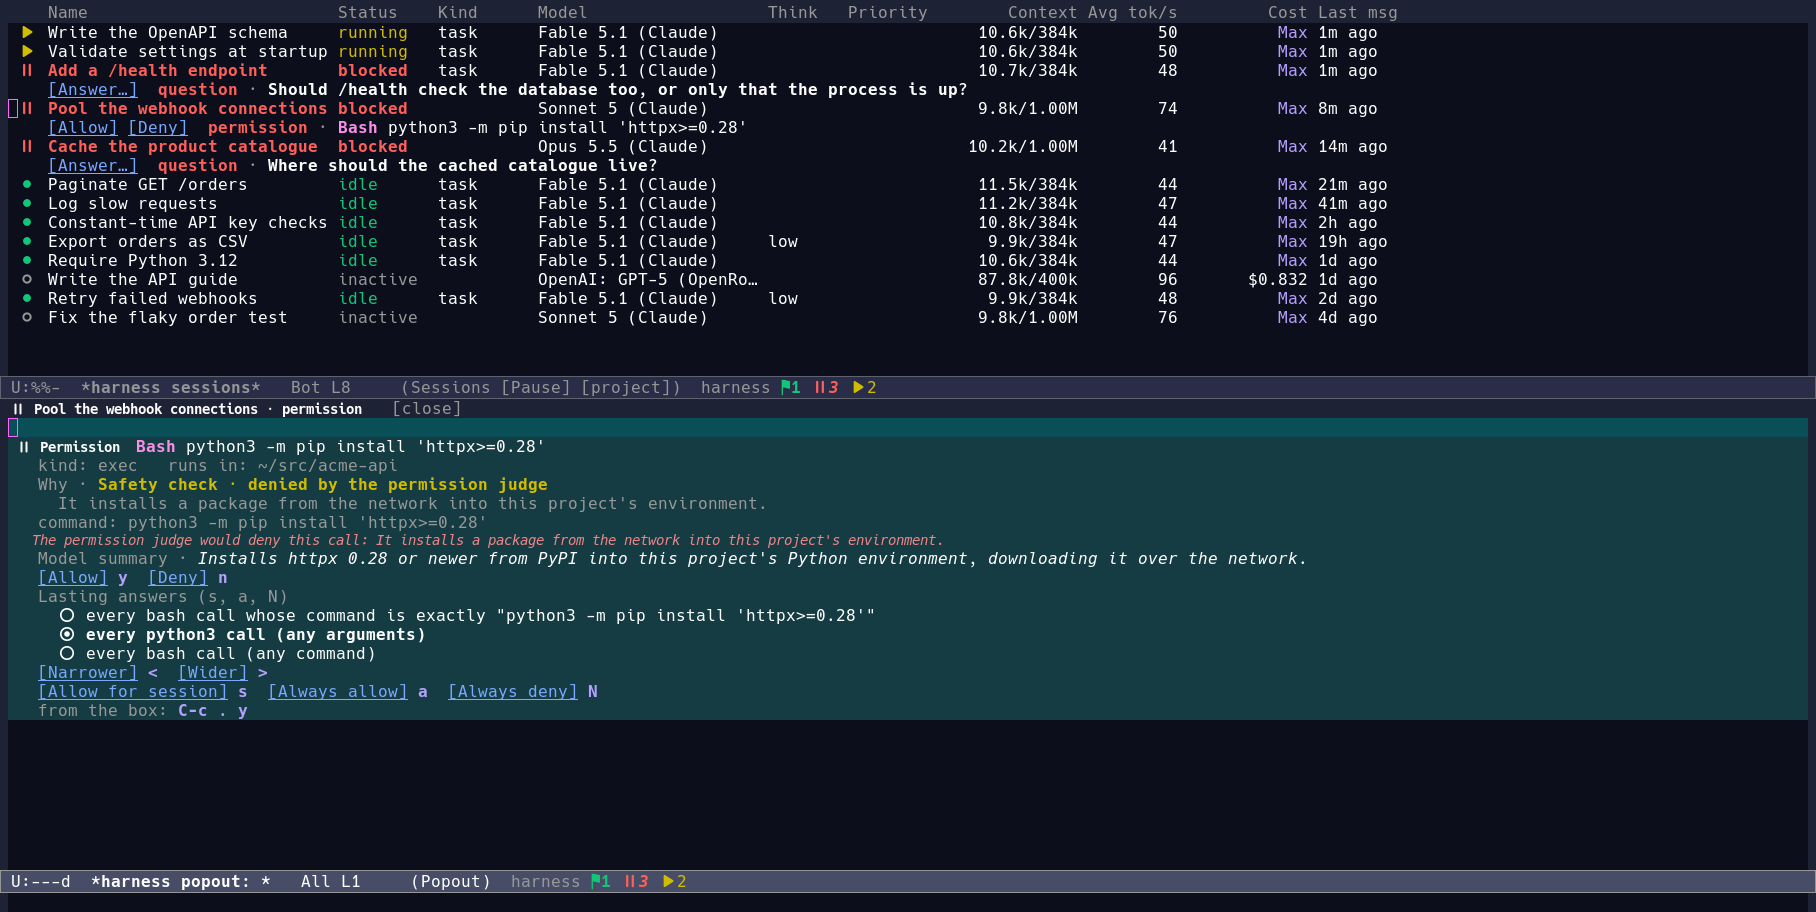 Name Status Kind Model Think Priority Context Avg tok/s Cost Last msg
Write the OpenAPI schema running task Fable 5.1 (Claude) 10.6k/384k 50 Max 1m ago
Validate settings at startup running task Fable 5.1 (Claude) 10.6k/384k 50 Max 1m ago
Add a /health endpoint blocked task Fable 5.1 (Claude) 10.7k/384k 48 Max 1m ago
[Answer…] question · Should /health check the database too, or only that the process is up?
Pool the webhook connections blocked Sonnet 5 (Claude) 9.8k/1.00M 74 Max 8m ago
[Allow] [Deny] permission · Bash python3 -m pip install 'httpx>=0.28'
Cache the product catalogue blocked Opus 5.5 (Claude) 10.2k/1.00M 41 Max 14m ago
[Answer…] question · Where should the cached catalogue live?
Paginate GET /orders idle task Fable 5.1 (Claude) 11.5k/384k 44 Max 21m ago
Log slow requests idle task Fable 5.1 (Claude) 11.2k/384k 47 Max 41m ago
Constant-time API key checks idle task Fable 5.1 (Claude) 10.8k/384k 44 Max 2h ago
Export orders as CSV idle task Fable 5.1 (Claude) low 9.9k/384k 47 Max 19h ago
Require Python 3.12 idle task Fable 5.1 (Claude) 10.6k/384k 44 Max 1d ago
Write the API guide inactive OpenAI: GPT-5 (OpenRo… 87.8k/400k 96 $0.832 1d ago
Retry failed webhooks idle task Fable 5.1 (Claude) low 9.9k/384k 48 Max 2d ago
Fix the flaky order test inactive Sonnet 5 (Claude) 9.8k/1.00M 76 Max 4d ago
U:%%- *harness sessions* Bot L8 (Sessions [Pause] [project]) harness 1 3 2
Pool the webhook connections · permission [close]
Permission Bash python3 -m pip install 'httpx>=0.28'
kind: exec runs in: ~/src/acme-api
Why · Safety check · denied by the permission judge
It installs a package from the network into this project's environment.
command: python3 -m pip install 'httpx>=0.28'
The permission judge would deny this call: It installs a package from the network into this project's environment.
Model summary · Installs httpx 0.28 or newer from PyPI into this project's Python environment, downloading it over the network.
[Allow] y [Deny] n
Lasting answers (s, a, N)
every bash call whose command is exactly "python3 -m pip install 'httpx>=0.28'"
every python3 call (any arguments)
every bash call (any command)
[Narrower] < [Wider] >
[Allow for session] s [Always allow] a [Always deny] N
from the box: C-c . y
U:---d *harness popout: * All L1 (Popout) harness 1 3 2